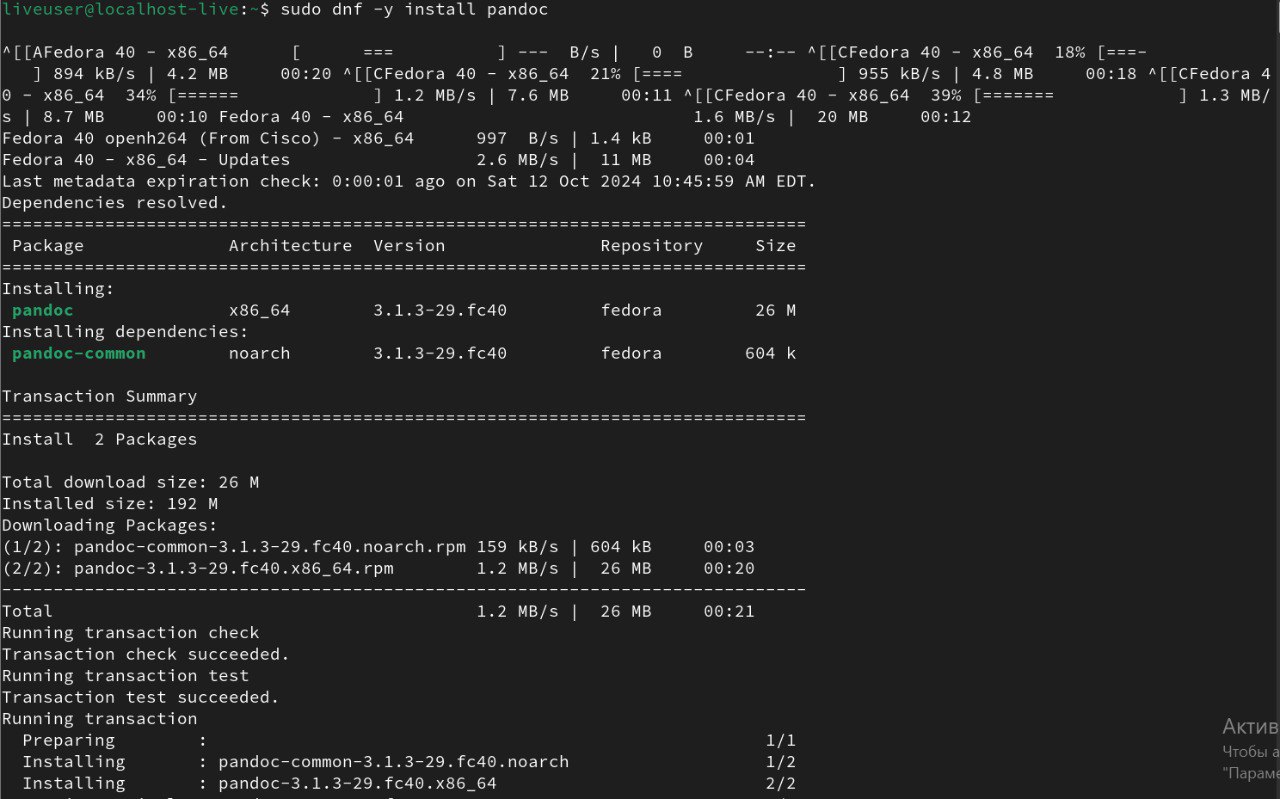 liveuser@localhost-live:~$ sudo dnf -y install pandoc
^[[AFedora 40 - x86_64      [      ===          ] ---  B/s |   0  B     --:-- ^[[CFedora 40 - x86_64  18% [===-
   ] 894 kB/s | 4.2 MB     00:20 ^[[CFedora 40 - x86_64  21% [====               ] 955 kB/s | 4.8 MB     00:18 ^[[CFedora 4
0 - x86_64  34% [======             ] 1.2 MB/s | 7.6 MB     00:11 ^[[CFedora 40 - x86_64  39% [=======            ] 1.3 MB/
s | 8.7 MB     00:10 Fedora 40 - x86_64                            1.6 MB/s |  20 MB     00:12
Fedora 40 openh264 (From Cisco) - x86_64      997  B/s | 1.4 kB     00:01
Fedora 40 - x86_64 - Updates                  2.6 MB/s |  11 MB     00:04
Last metadata expiration check: 0:00:01 ago on Sat 12 Oct 2024 10:45:59 AM EDT.
Dependencies resolved.
==============================================================================
 Package              Architecture  Version               Repository     Size
==============================================================================
Installing:
 pandoc               x86_64        3.1.3-29.fc40         fedora         26 M
Installing dependencies:
 pandoc-common        noarch        3.1.3-29.fc40         fedora        604 k
Transaction Summary
==============================================================================
Install  2 Packages
Total download size: 26 M
Installed size: 192 M
Downloading Packages:
(1/2): pandoc-common-3.1.3-29.fc40.noarch.rpm 159 kB/s | 604 kB     00:03
(2/2): pandoc-3.1.3-29.fc40.x86_64.rpm        1.2 MB/s |  26 MB     00:20
------------------------------------------------------------------------------
Total                                         1.2 MB/s |  26 MB     00:21
Running transaction check
Transaction check succeeded.
Running transaction test
Transaction test succeeded.
Running transaction
  Preparing        :                                                      1/1
  Installing       : pandoc-common-3.1.3-29.fc40.noarch                   1/2
  Installing       : pandoc-3.1.3-29.fc40.x86_64                          2/2
Актив
Чтобы а
"Параме